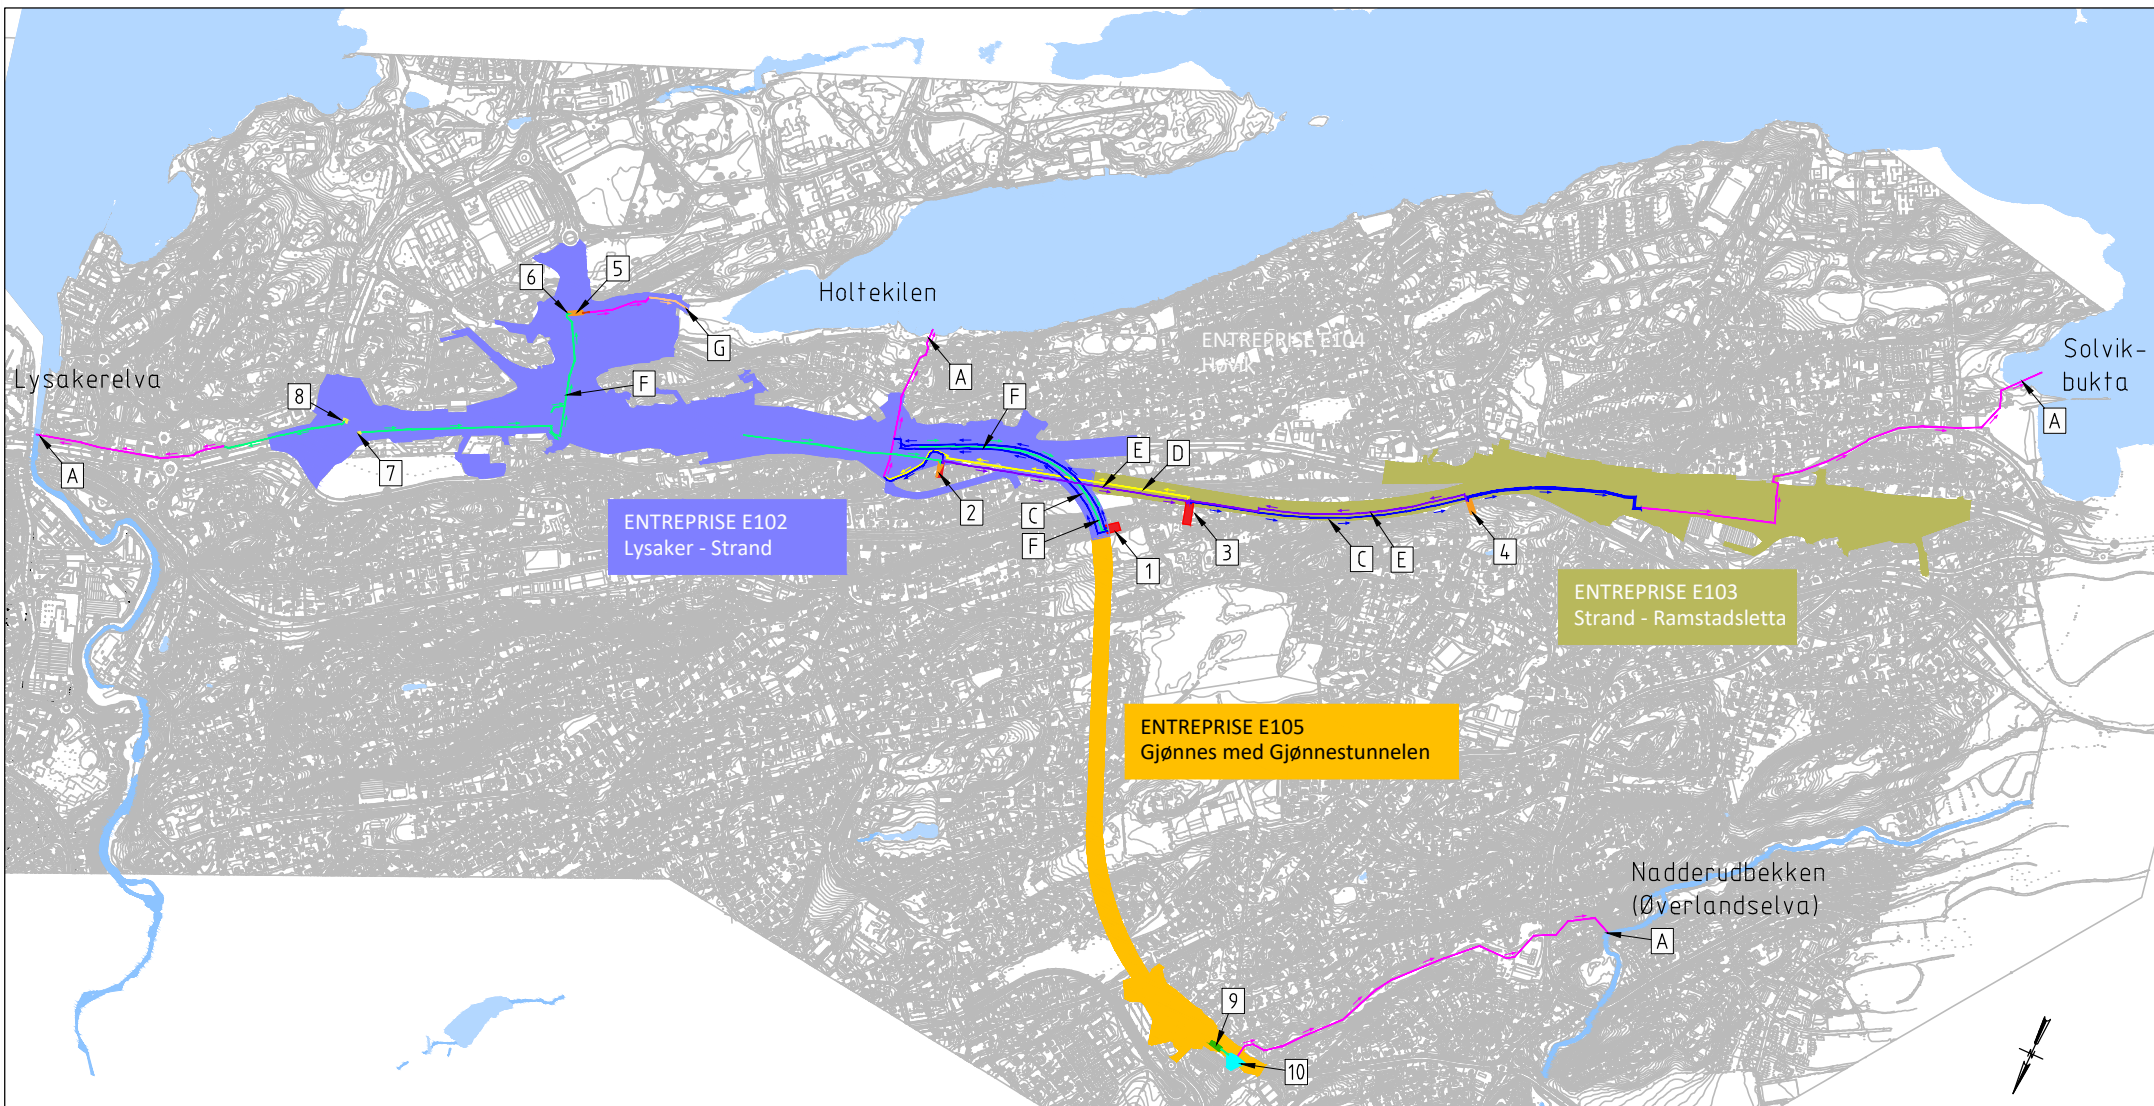 6
5
Holtekilen
G
A
ENTREPRISE E104
Høvik
Solvik-
bukta
Lysakerelva
8
F
F
A
A
7
E
D
2
C
F
1
3
C
E
4
ENTREPRISE E102
Lysaker - Strand
ENTREPRISE E103
Strand - Ramstadsletta
ENTREPRISE E105
Gjønnes med Gjønnestunnelen
Nadderudbekken
(Øverlandselva)
A
9
10